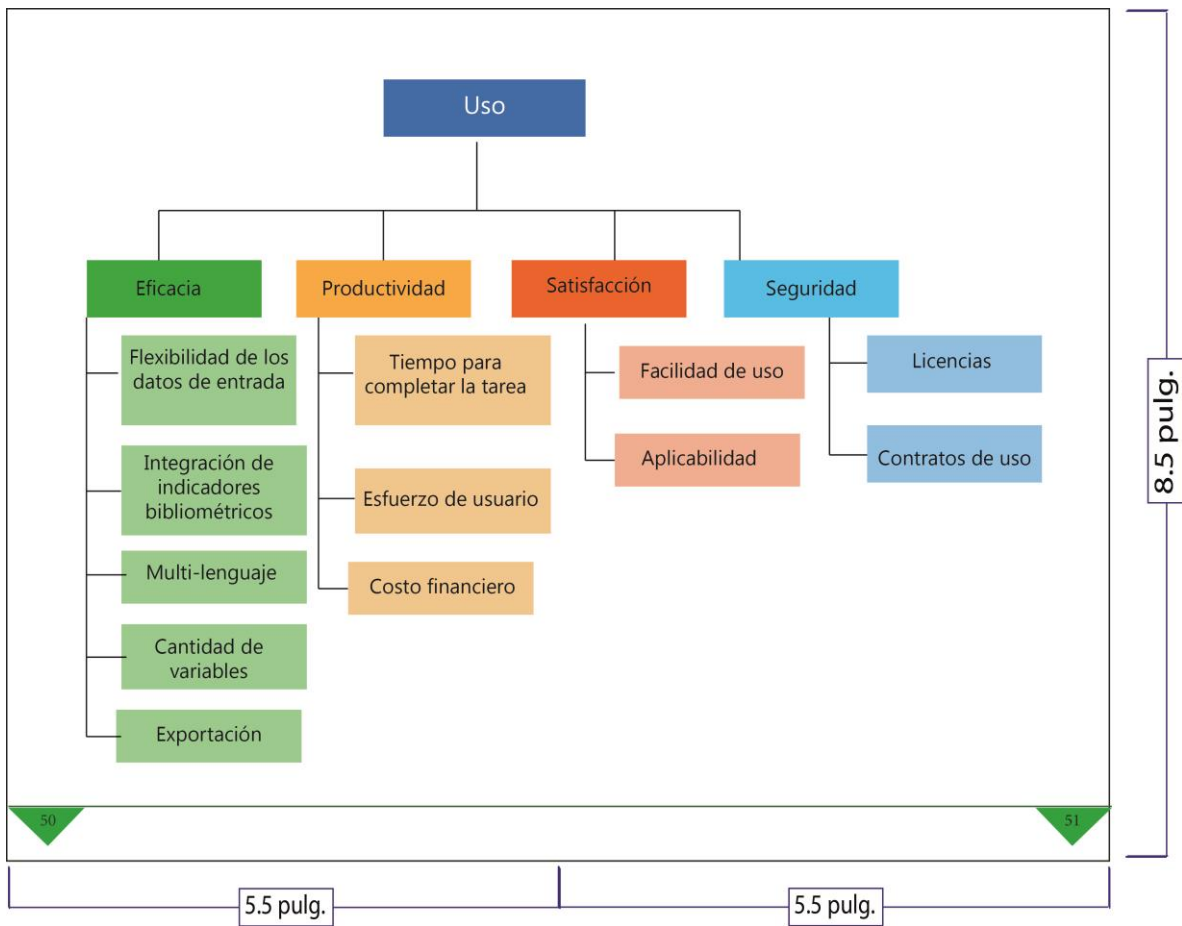 Uso
Eficacia
Productividad
Satisfacción
Seguridad
Flexibilidad de los
datos de entrada
Integración de
indicadores
bibliométricos
Multi-lenguaje
Cantidad de
variables
Exportación
Tiempo para
completar la tarea
Esfuerzo de usuario
Costo financiero
Facilidad de uso
Aplicabilidad
Licencias
Contratos de uso
8.5 pulg.
50
51
5.5 pulg.
5.5 pulg.